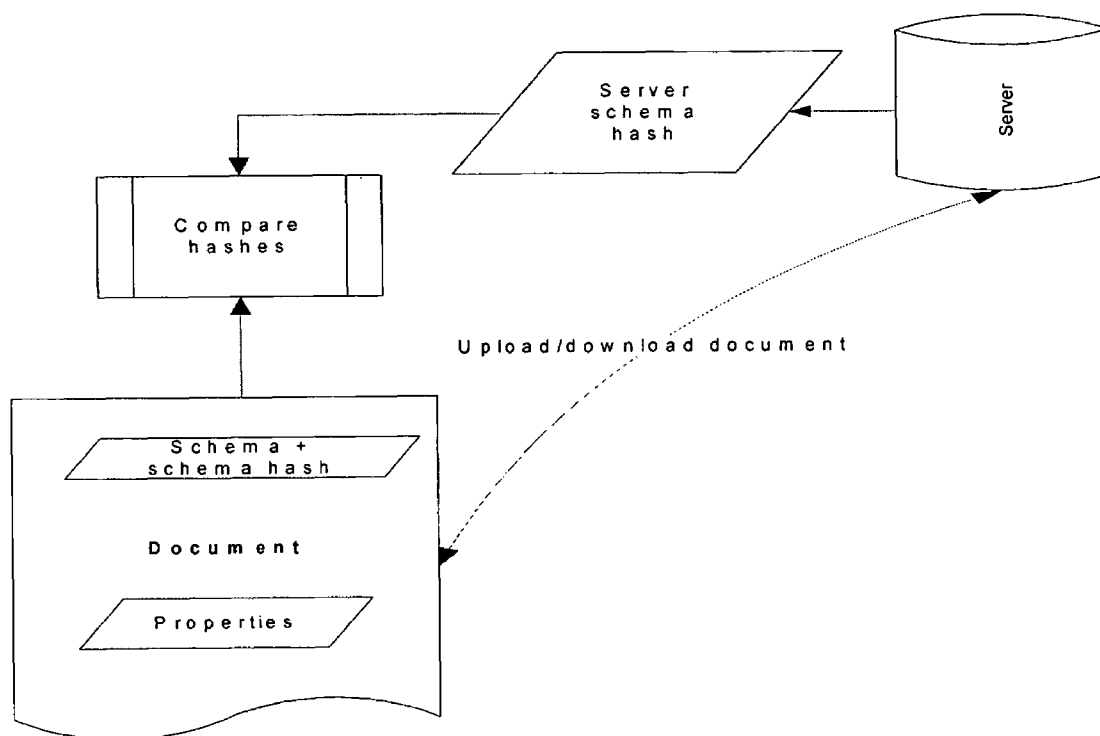 Server
schema
hash
Server
Compare
hashes
Upload/download document
Schema +
schema hash
Document
Properties